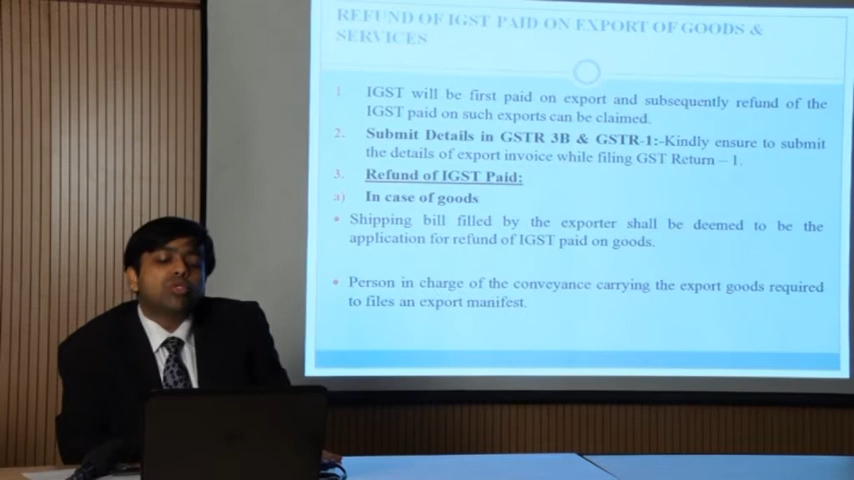 REFUND OF IGST PAID ON EXPORT OF GOODS &
SERVICES
1. IGST will be first paid on export and subsequently refund of the
IGST paid on such exports can be claimed.
2. Submit Details in GSTR 3B & GSTR-1:-Kindly ensure to submit
the details of export invoice while filing GST Return – 1.
3. Refund of IGST Paid:
a) In case of goods
• Shipping bill filled by the exporter shall be deemed to be the
application for refund of IGST paid on goods.
• Person in charge of the conveyance carrying the export goods required
to files an export manifest.